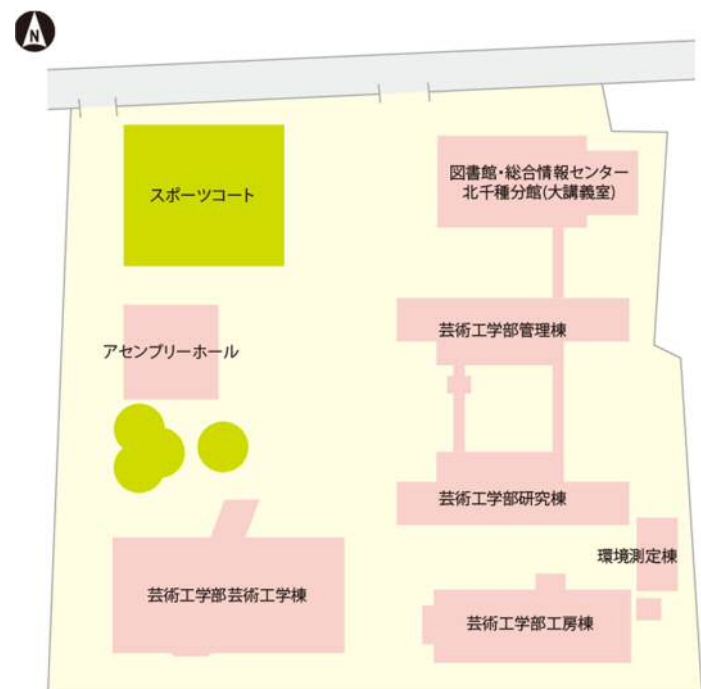 N
図書館・総合情報センター
北千種分館(大講義室)
スポーツコート
芸術工学部管理棟
アセンブリーホール
芸術工学部研究棟
環境測定棟
芸術工学部芸術工学棟
芸術工学部工房棟